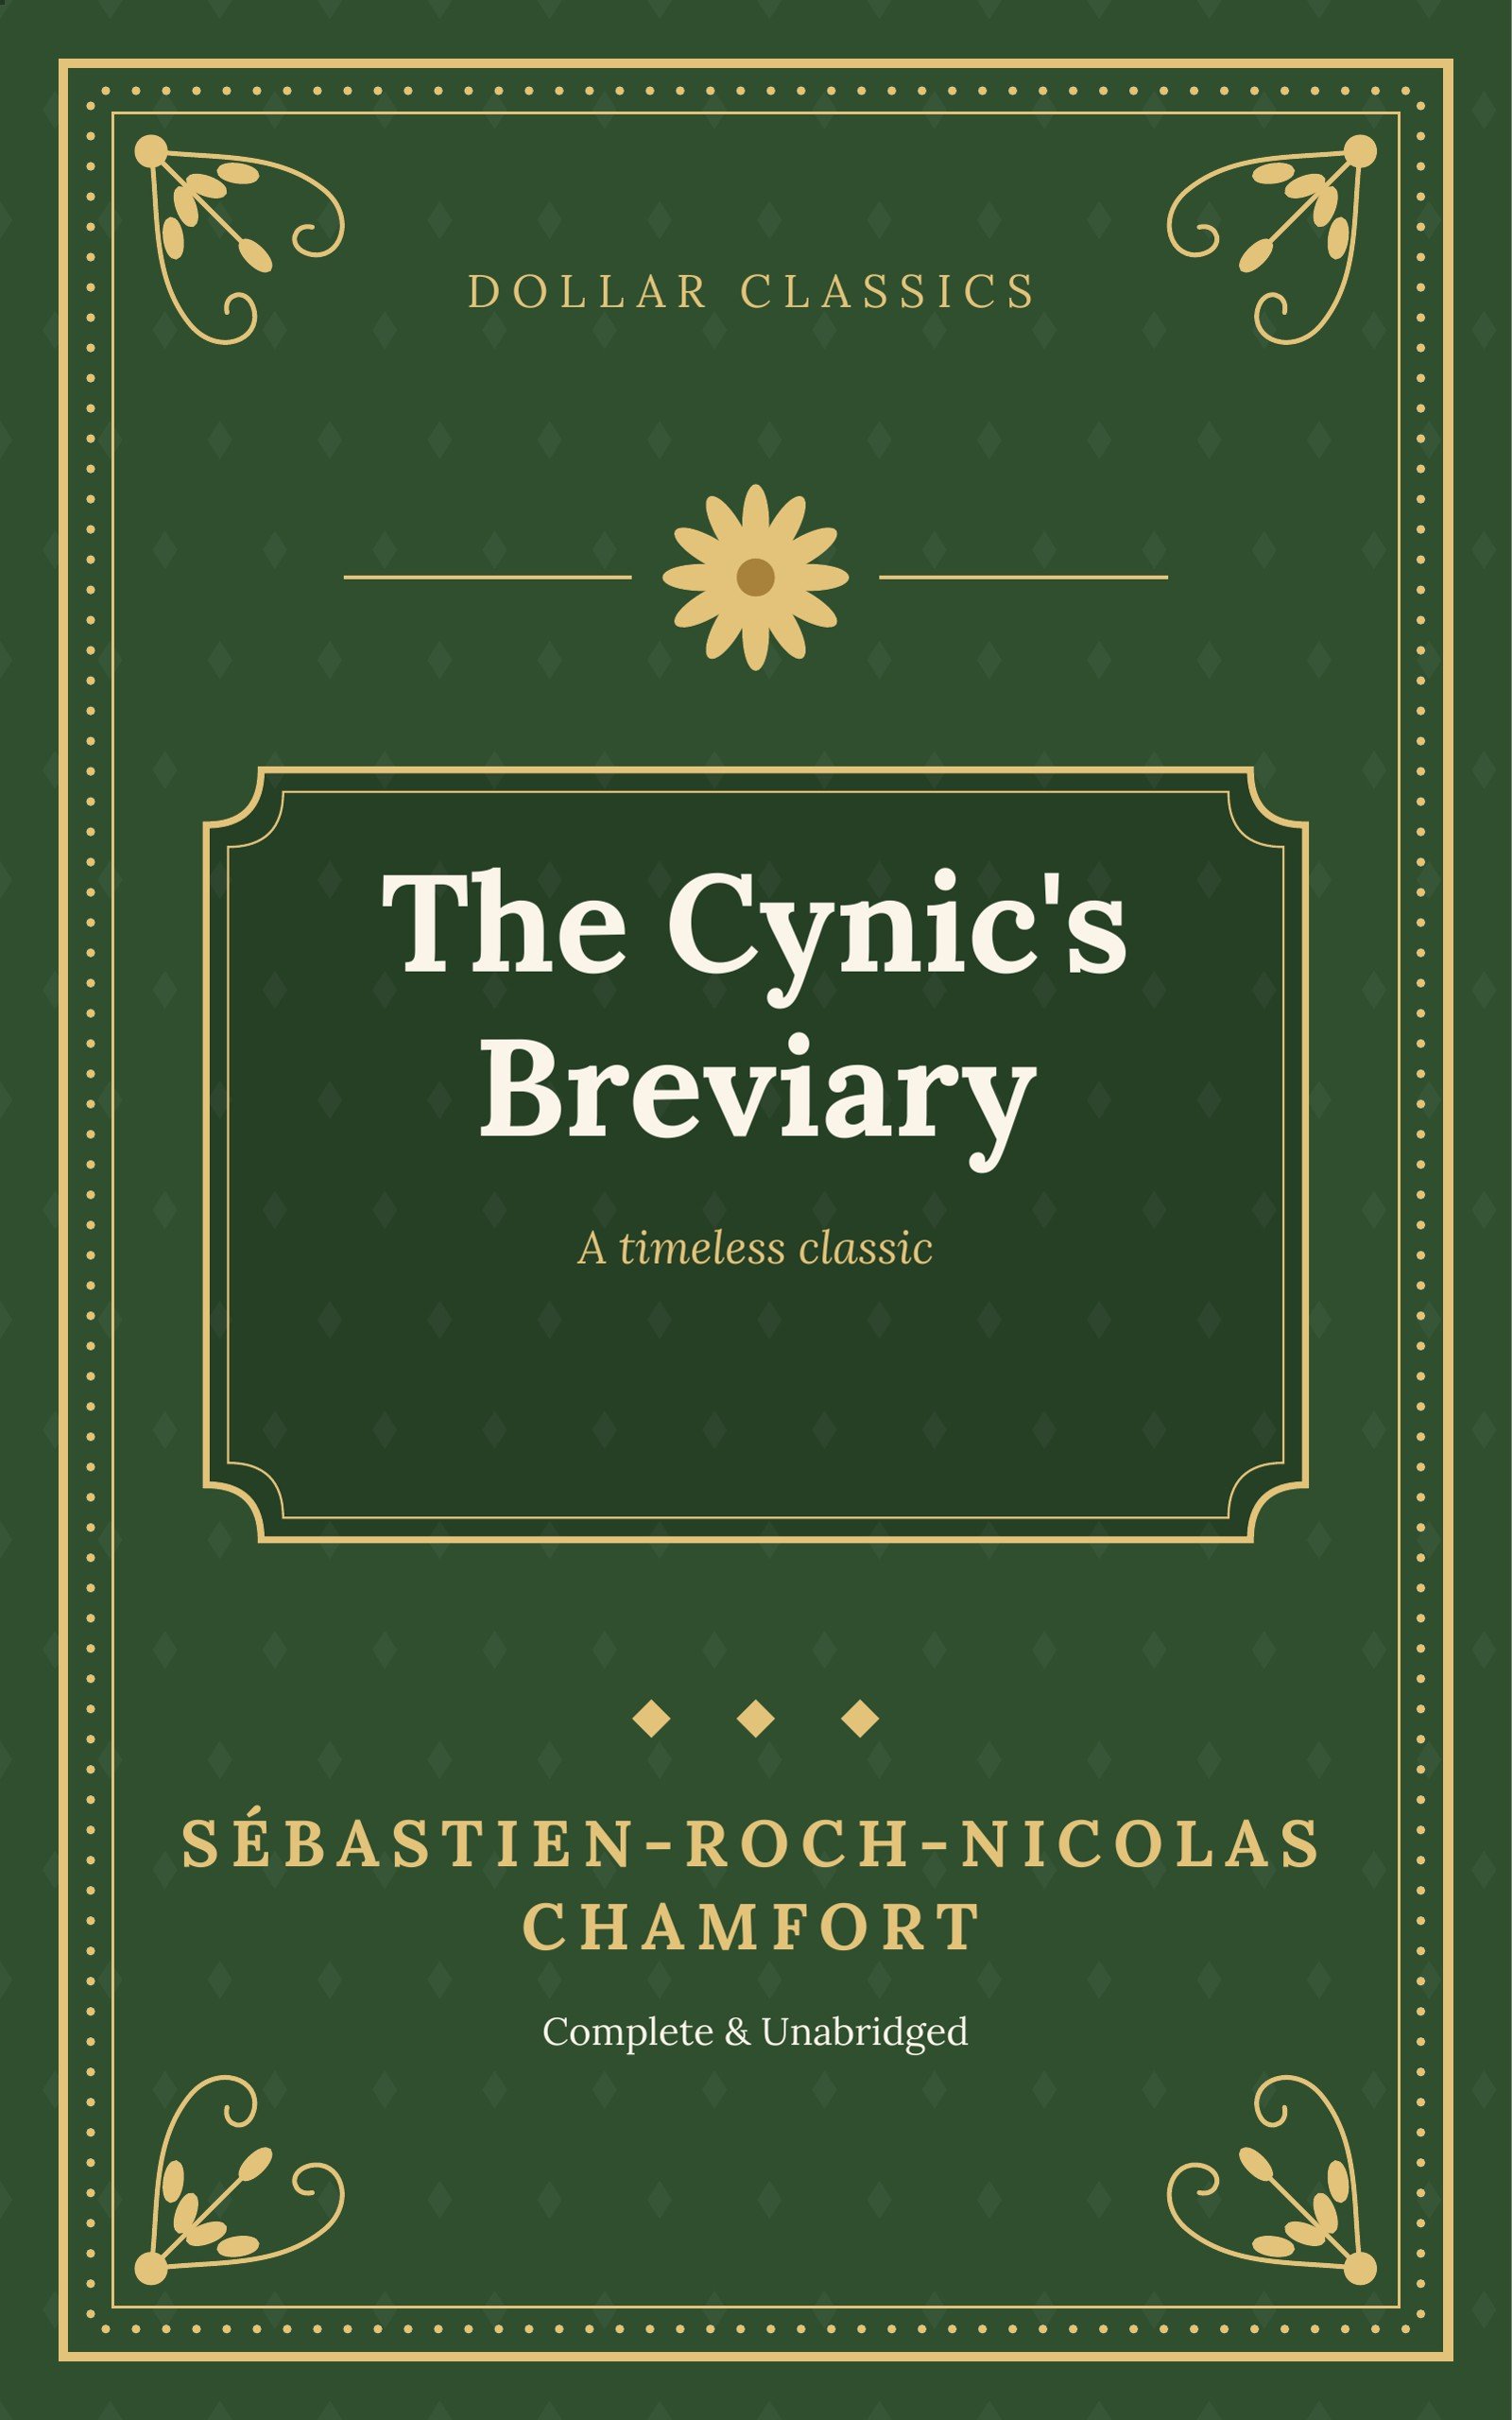 DOLLAR CLASSICS
The Cynic's
Breviary
A timeless classic
SÉBASTIEN-ROCH-NICOLAS
CHAMFORT
Complete & Unabridged